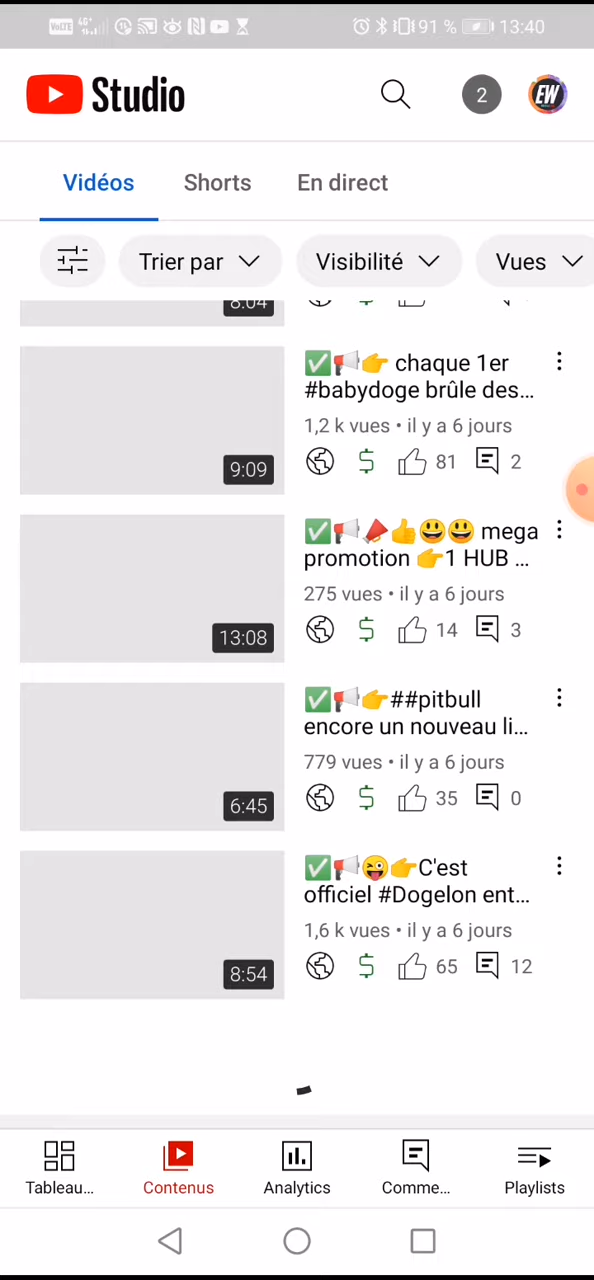 VoLTE 4G 91 % 13:40
Studio 2 EW
Vidéos Shorts En direct
Trier par Visibilité Vues
8:04
✅📢👉 chaque 1er
#babydoge brûle des...
1,2 k vues • il y a 6 jours
9:09
81 2
✅📢📣👍😃😃 mega
promotion 👉1 HUB ...
275 vues • il y a 6 jours
13:08
14 3
✅📢👉##pitbull
encore un nouveau li...
779 vues • il y a 6 jours
6:45
35 0
✅📢😜👉C'est
officiel #Dogelon ent...
1,6 k vues • il y a 6 jours
8:54
65 12
Tableau... Contenus Analytics Comme... Playlists